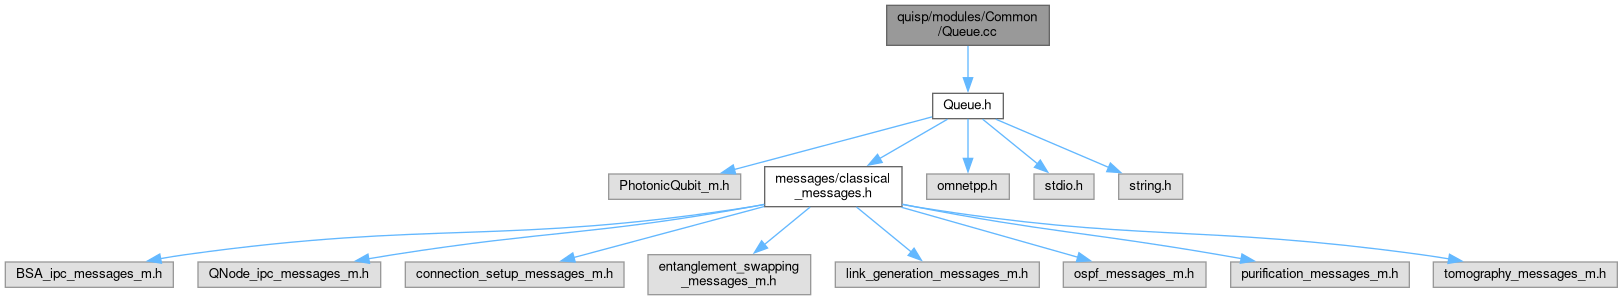 quisp/modules/Common
/Queue.cc
Queue.h
PhotonicQubit_m.h
messages/classical
_messages.h
omnetpp.h
stdio.h
string.h
BSA_ipc_messages_m.h
QNode_ipc_messages_m.h
connection_setup_messages_m.h
entanglement_swapping
_messages_m.h
link_generation_messages_m.h
ospf_messages_m.h
purification_messages_m.h
tomography_messages_m.h